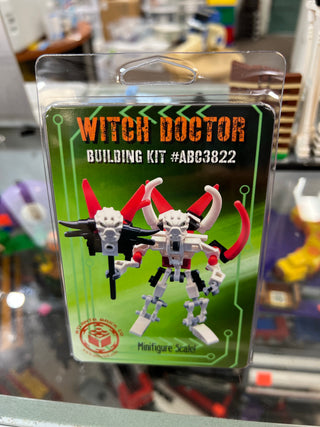 WITCH DOCTOR
BUILDING KIT #ABC3822
Minifigure Scale!